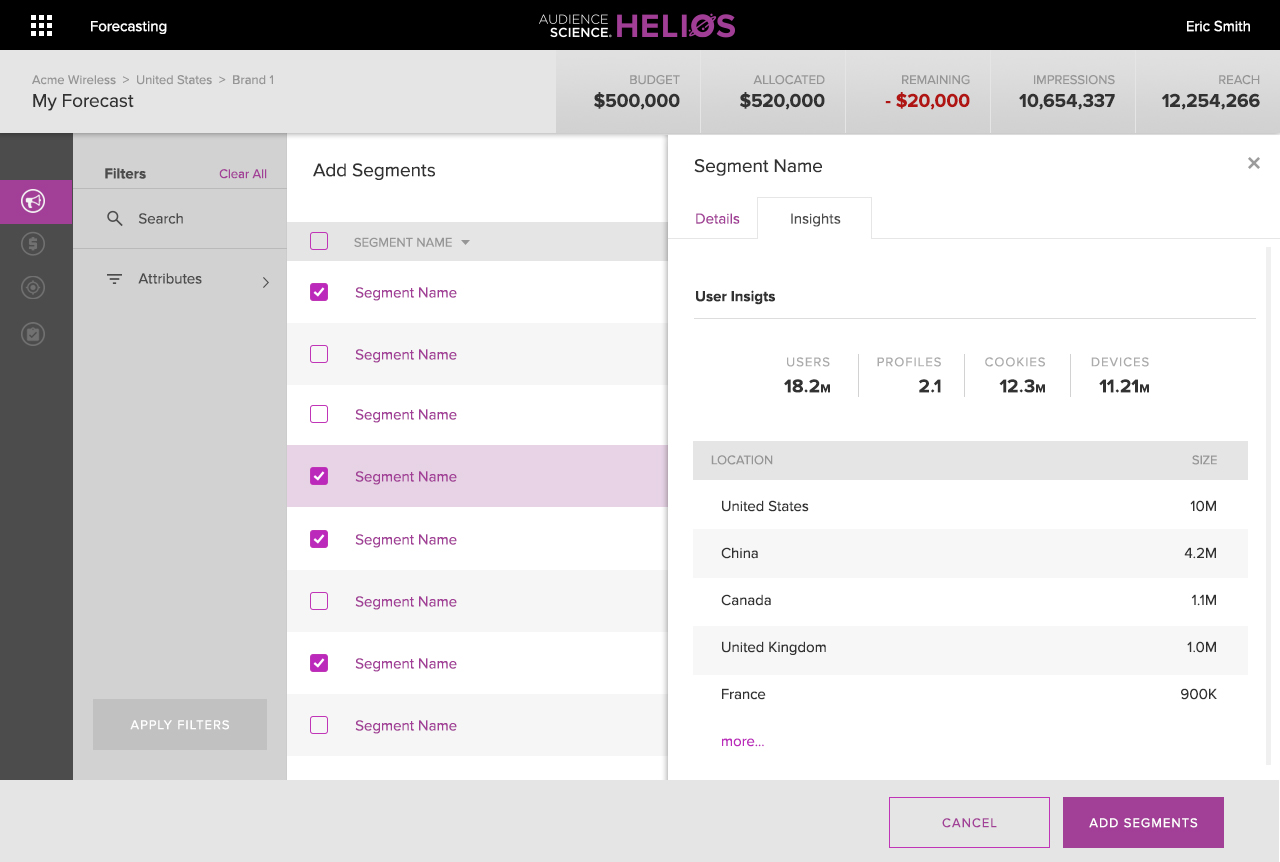 Forecasting
AUDIENCE
SCIENCE. HELIOS
Eric Smith
Acme Wireless > United States > Brand 1
My Forecast
BUDGET
$500,000
ALLOCATED
$520,000
REMAINING
- $20,000
IMPRESSIONS
10,654,337
REACH
12,254,266
Filters
Clear All
Search
Attributes
APPLY FILTERS
Add Segments
SEGMENT NAME
Segment Name
Segment Name
Segment Name
Segment Name
Segment Name
Segment Name
Segment Name
Segment Name
Segment Name
Details
Insights
User Insigts
USERS
18.2M
PROFILES
2.1
COOKIES
12.3M
DEVICES
11.21M
LOCATION SIZE
United States 10M
China 4.2M
Canada 1.1M
United Kingdom 1.0M
France 900K
more...
CANCEL
ADD SEGMENTS